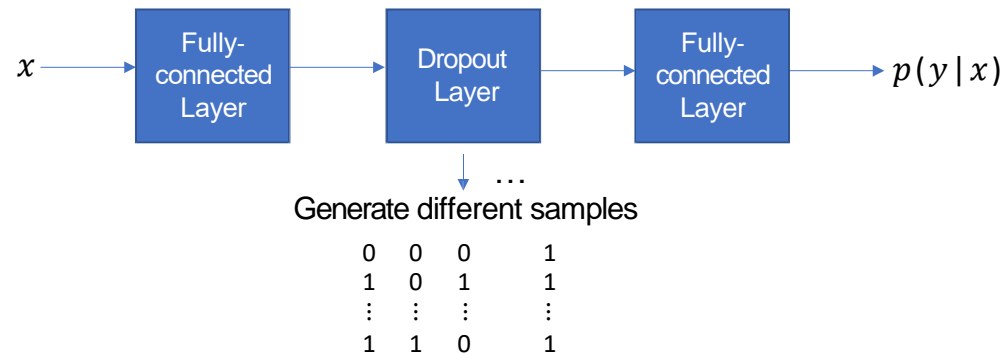 x
Fully-
connected
Layer
Dropout
Layer
Fully-
connected
Layer
p(y|x)
...
Generate different samples
0 0 0 1
1 0 1 1
⋮ ⋮ ⋮ ⋮
1 1 0 1